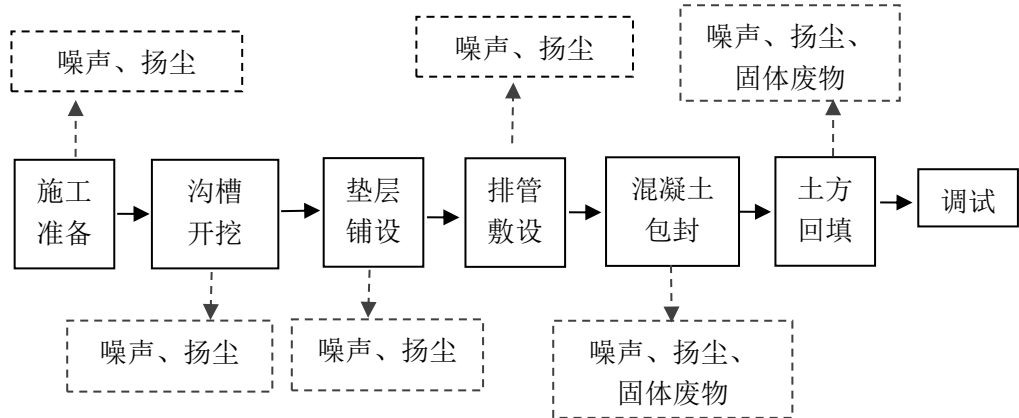 噪声、扬尘
噪声、扬尘
噪声、扬尘、
固体废物
施工
准备
沟槽
开挖
垫层
铺设
排管
敷设
混凝土
包封
土方
回填
调试
噪声、扬尘
噪声、扬尘
噪声、扬尘、
固体废物